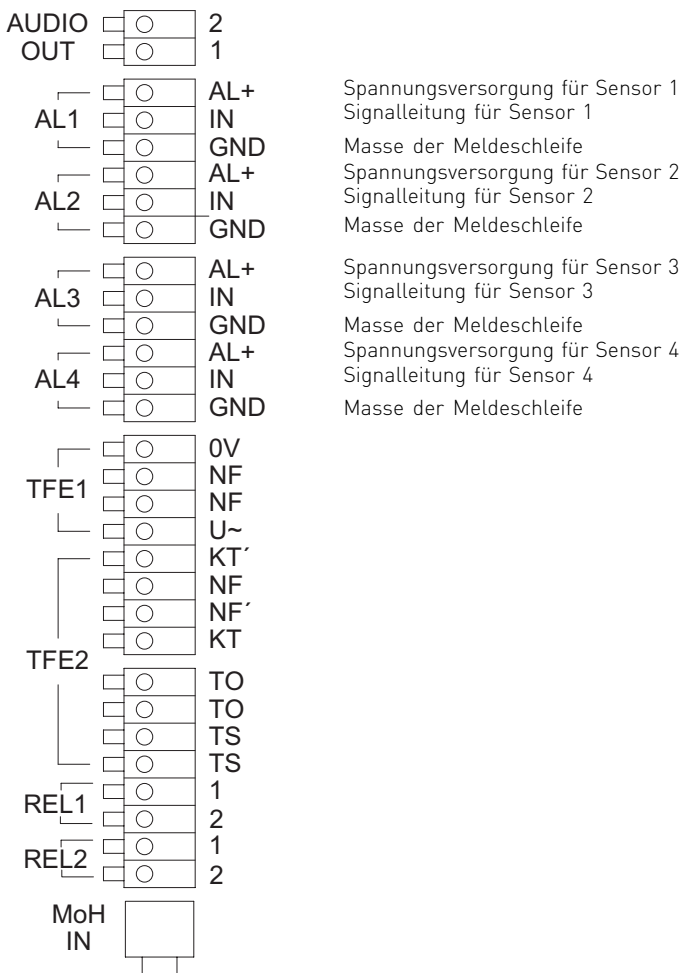 AUDIO 2
OUT 1
AL+ Spannungsversorgung für Sensor 1
AL1 IN Signalleitung für Sensor 1
GND Masse der Meldeschleife
AL+ Spannungsversorgung für Sensor 2
AL2 IN Signalleitung für Sensor 2
GND Masse der Meldeschleife
AL+ Spannungsversorgung für Sensor 3
AL3 IN Signalleitung für Sensor 3
GND Masse der Meldeschleife
AL+ Spannungsversorgung für Sensor 4
AL4 IN Signalleitung für Sensor 4
GND Masse der Meldeschleife
0V
TFE1 NF
NF
U~
KT´
NF
NF´
KT
TFE2
TO
TO
TS
TS
REL1 1
2
REL2 1
2
MoH
IN